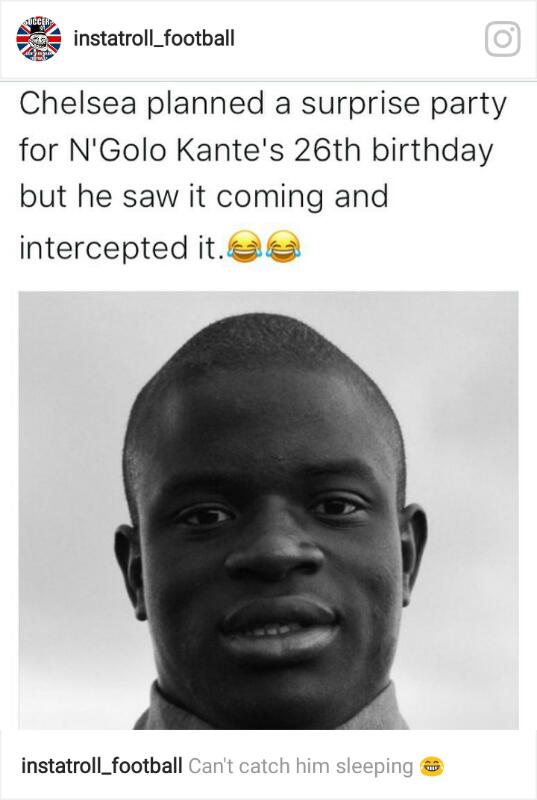 SOCCER
instatroll_football
Chelsea planned a surprise party
for N'Golo Kante's 26th birthday
but he saw it coming and
intercepted it.😂😂
instatroll_football Can't catch him sleeping 😂